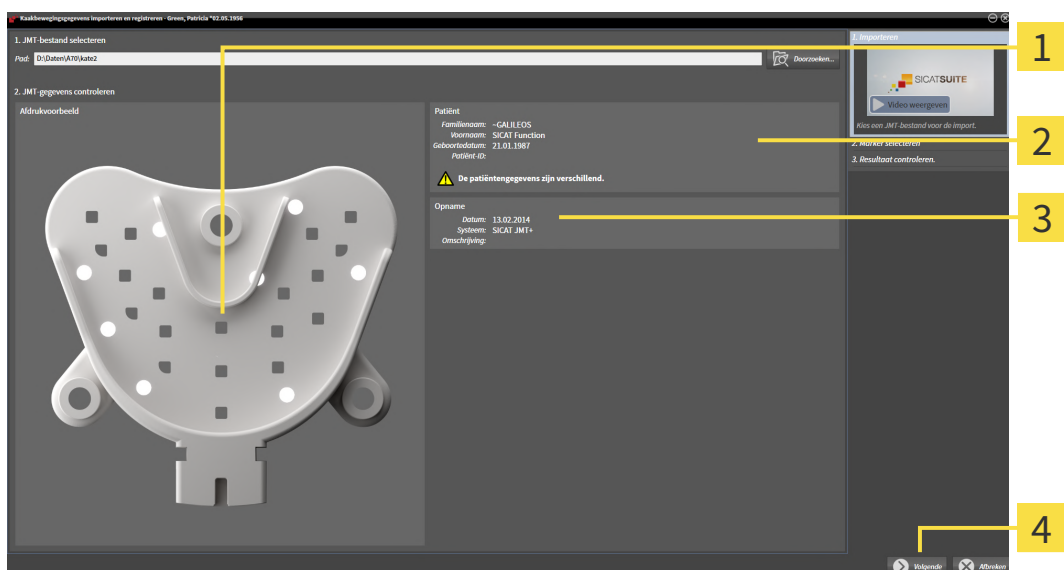 Kaakbewegingsgegevens importeren en registreren - Green, Patricia *02.05.1956
1. JMT-bestand selecteren
Pad: D:\Daten\A70\kate2
Doorzoeken...
2. JMT-gegevens controleren
Afdrukvoorbeeld
Patiënt
Familienaam: ~GALILEOS
Voornaam: SICAT Function
Geboortedatum: 21.01.1987
Patiënt-ID:
De patiëntengegevens zijn verschillend.
Opname
Datum: 13.02.2014
Systeem: SICAT JMT+
Omschrijving:
1. Importeren
SICATSUITE
Video weergeven
Kies een JMT-bestand voor de import.
2. Marker selecteren
3. Resultaat controleren.
Volgende
Afbreken
1
2
3
4